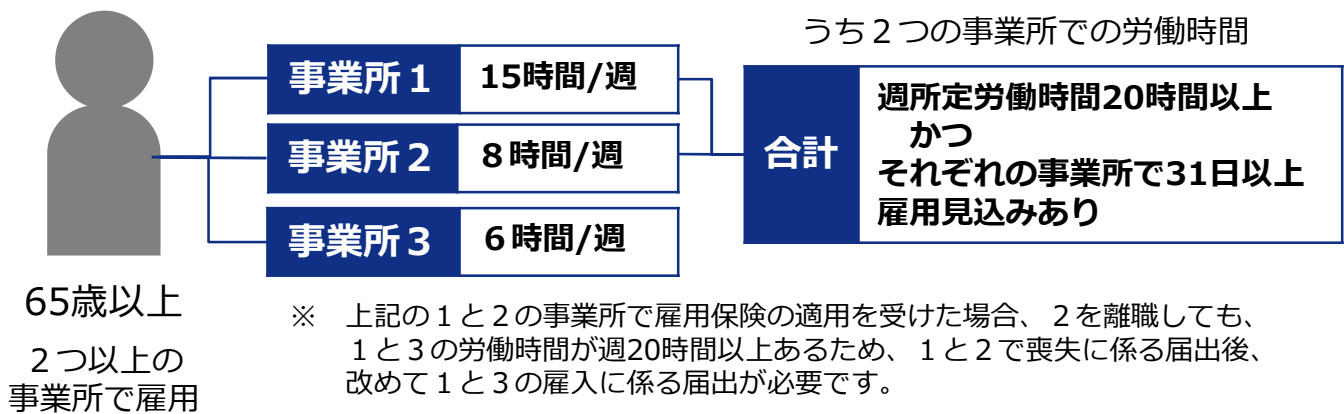 うち２つの事業所での労働時間
事業所１ 15時間/週
事業所２ ８時間/週
事業所３ ６時間/週
合計
週所定労働時間20時間以上
かつ
それぞれの事業所で31日以上
雇用見込みあり
65歳以上
２つ以上の
事業所で雇用
※　上記の１と２の事業所で雇用保険の適用を受けた場合、２を離職しても、
１と３の労働時間が週20時間以上あるため、１と２で喪失に係る届出後、
改めて１と３の雇入に係る届出が必要です。